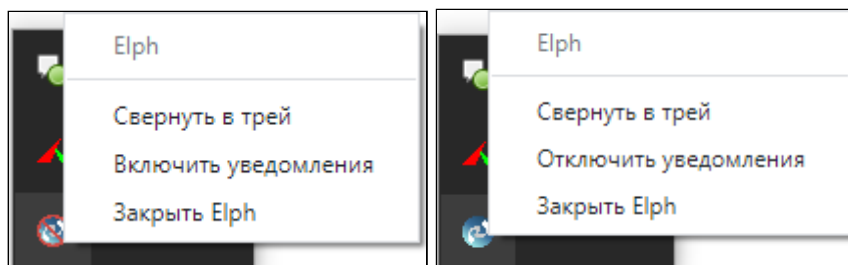 Elph
Свернуть в трей
Включить уведомления
Закрыть Elph
Elph
Свернуть в трей
Отключить уведомления
Закрыть Elph